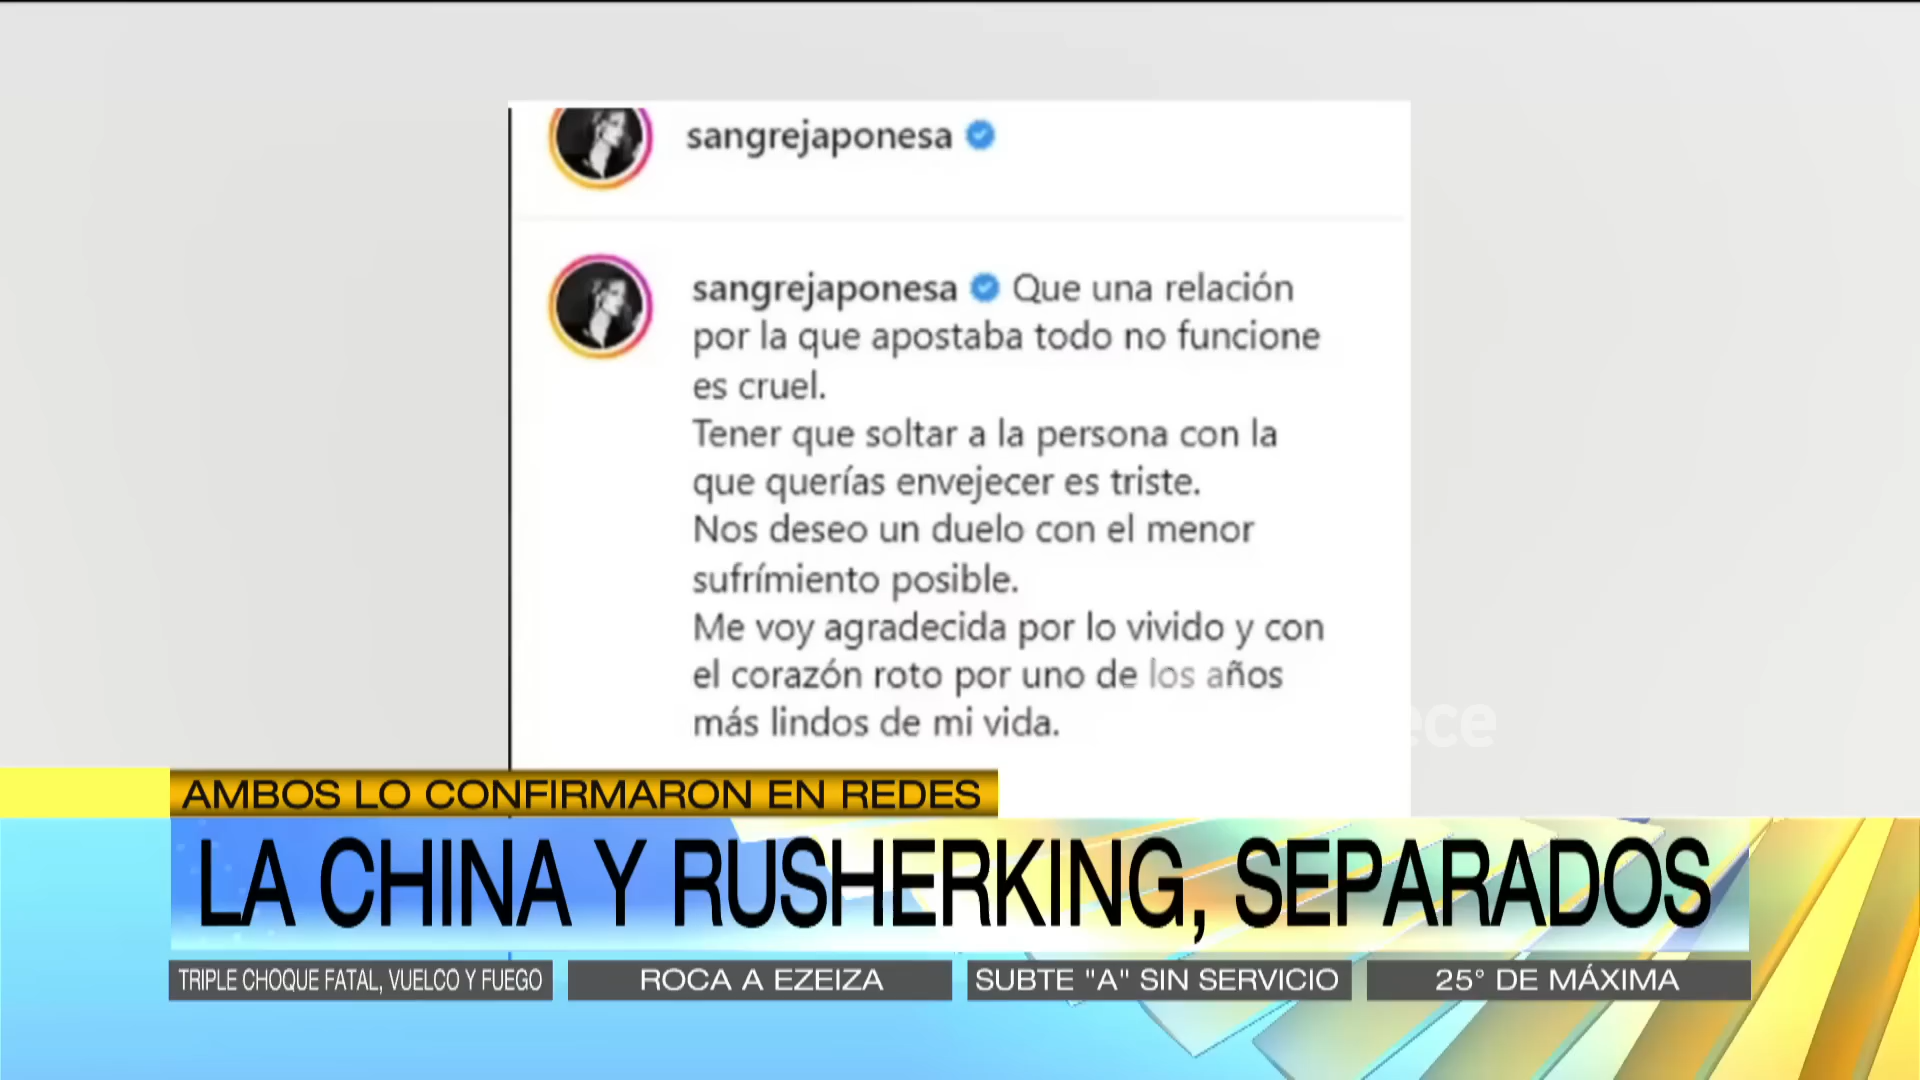 sangrejaponesa
sangrejaponesa Que una relación
por la que apostaba todo no funcione
es cruel.
Tener que soltar a la persona con la
que querías envejecer es triste.
Nos deseo un duelo con el menor
sufrímiento posible.
Me voy agradecida por lo vivido y con
el corazón roto por uno de los años
más lindos de mi vida.
AMBOS LO CONFIRMARON EN REDES
LA CHINA Y RUSHERKING, SEPARADOS
TRIPLE CHOQUE FATAL, VUELCO Y FUEGO
ROCA A EZEIZA
SUBTE "A" SIN SERVICIO
25° DE MÁXIMA